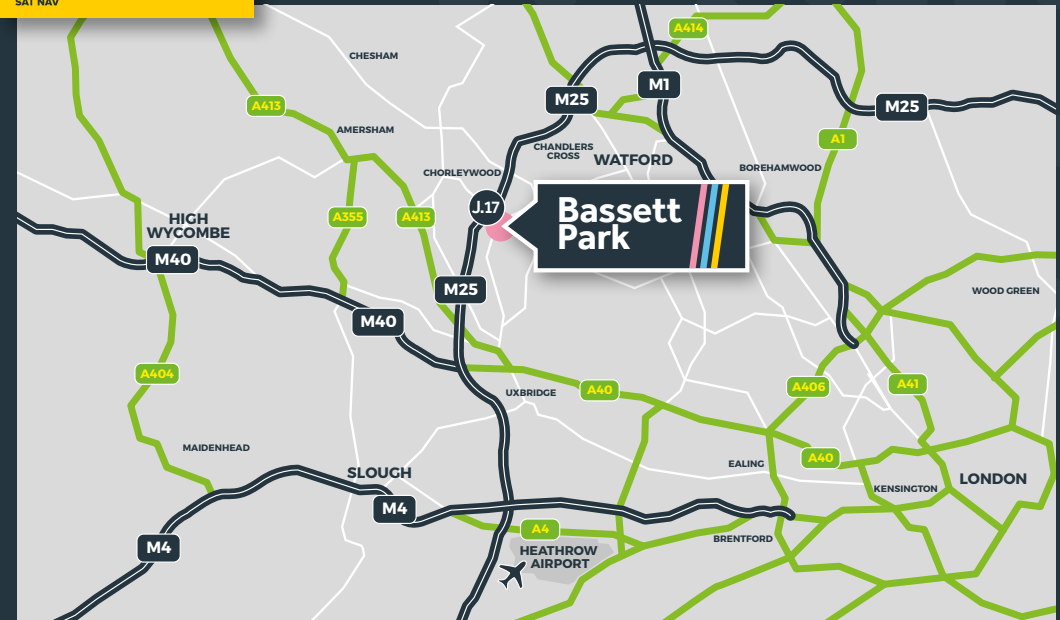 SAT NAV
A414
CHESHAM
M1
M25
M25
A413
A1
AMERSHAM
CHANDLERS
CROSS
WATFORD
BOREHAMWOOD
CHORLEYWOOD
J.17
Bassett
Park
A355
A413
HIGH
WYCOMBE
M40
M25
WOOD GREEN
M40
A404
A40
A406
A41
UXBRIDGE
MAIDENHEAD
A40
SLOUGH
EALING
LONDON
KENSINGTON
M4
A4
BRENTFORD
M4
HEATHROW
AIRPORT